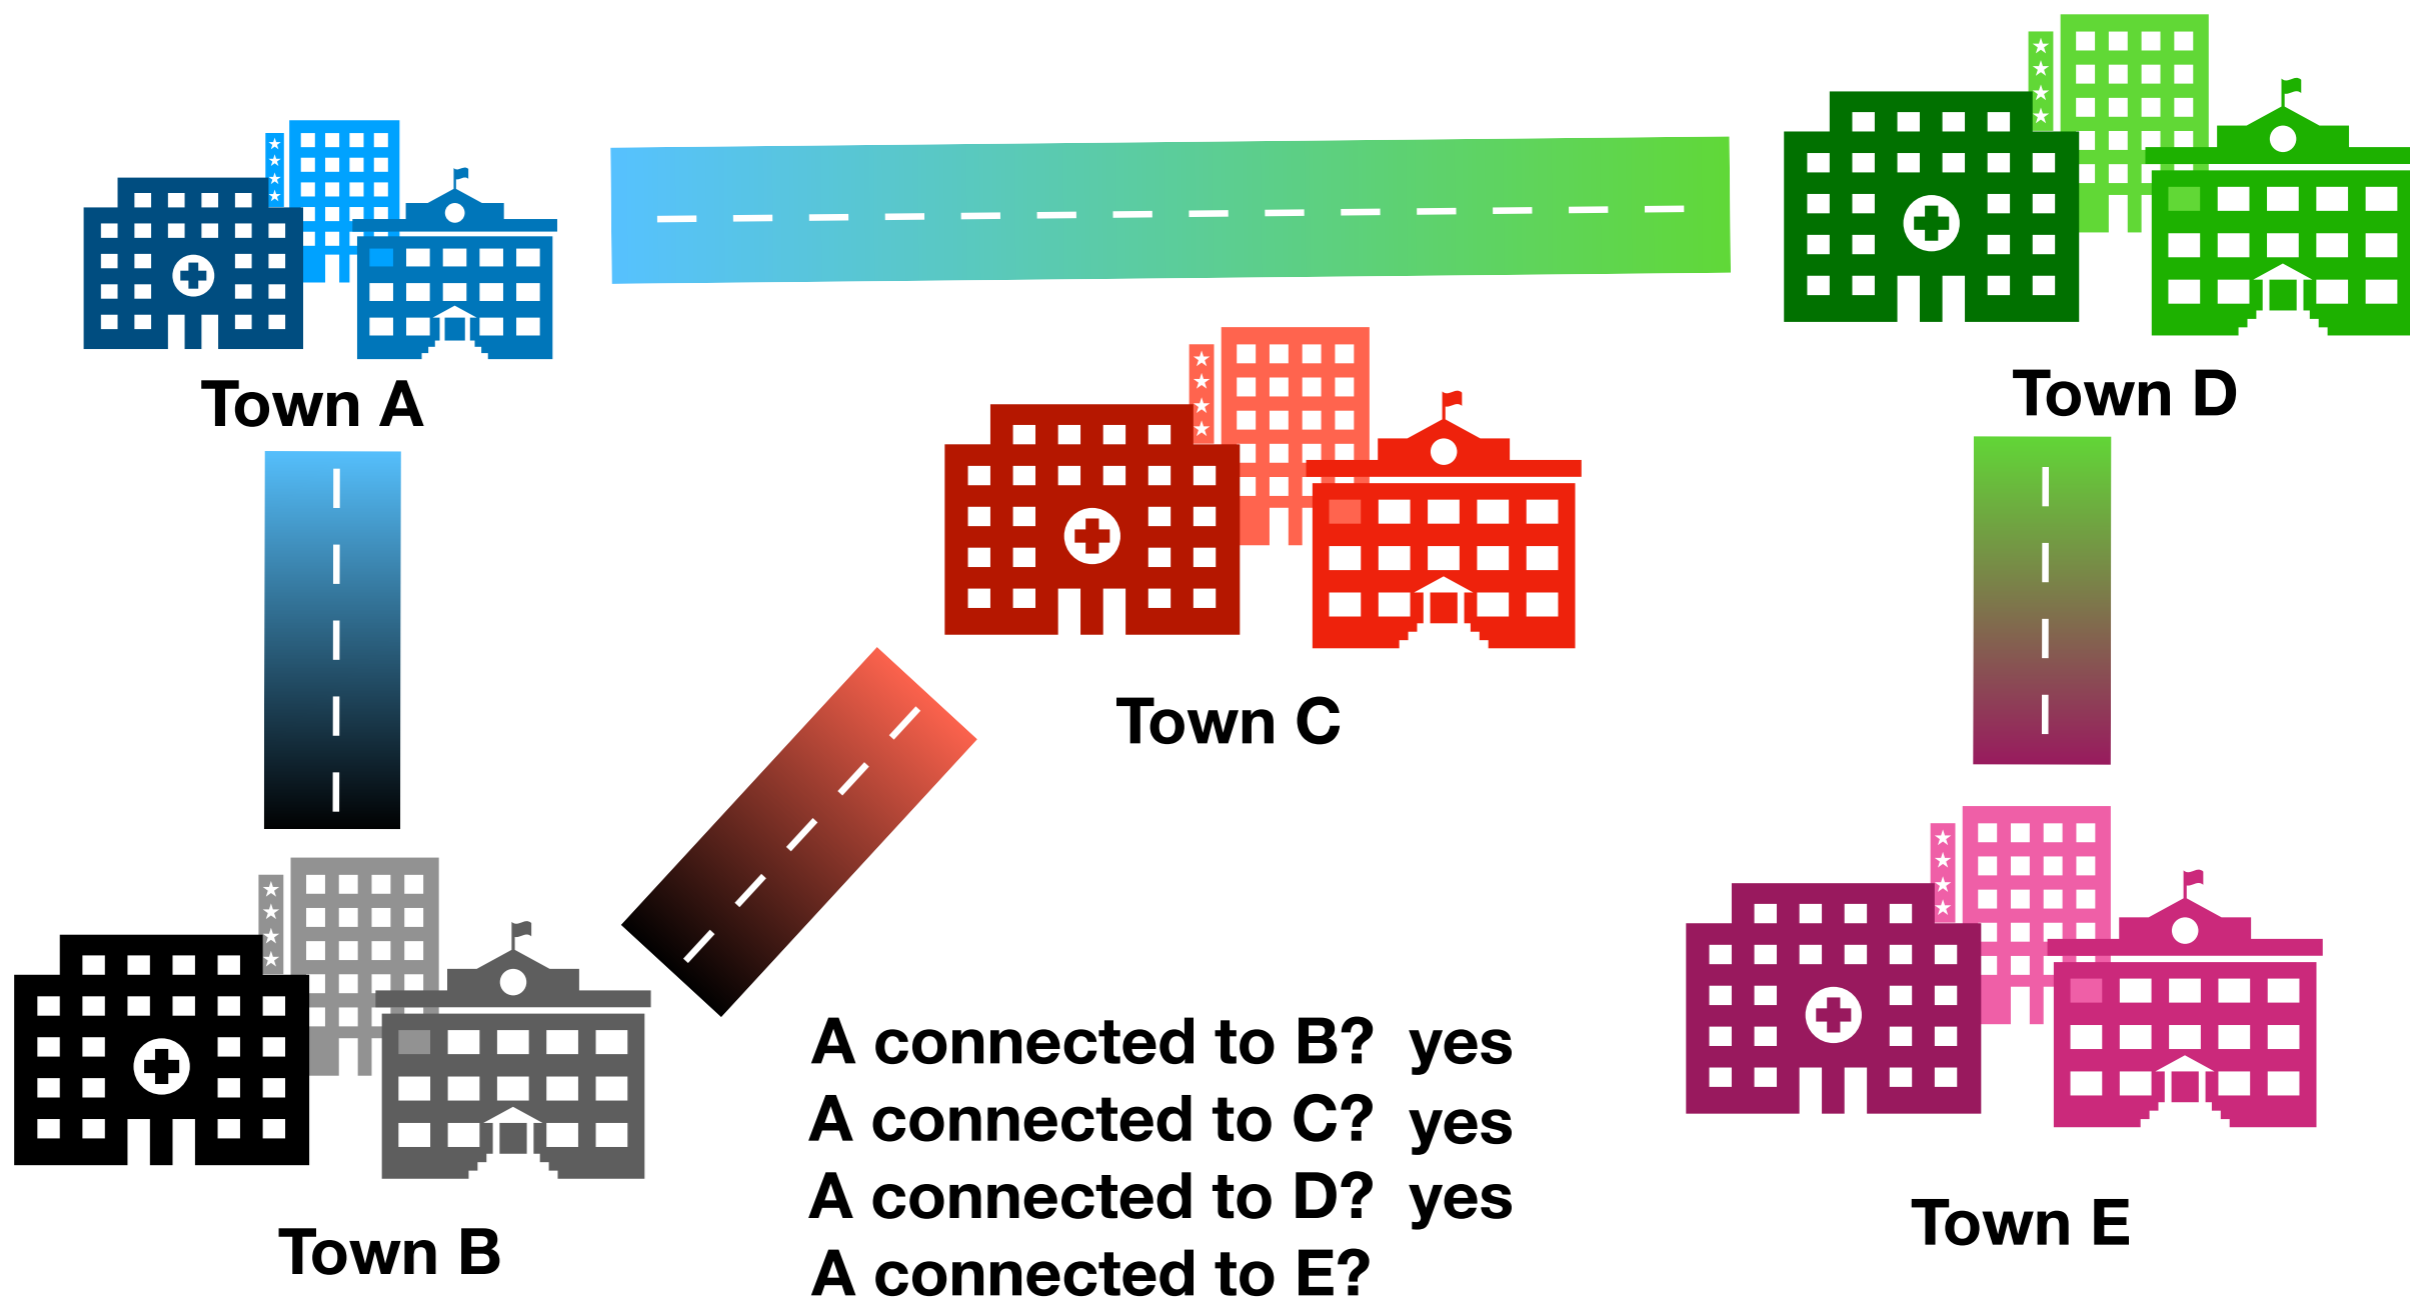 Town A
Town D
Town C
Town B
Town E
A connected to B? yes
A connected to C? yes
A connected to D? yes
A connected to E?